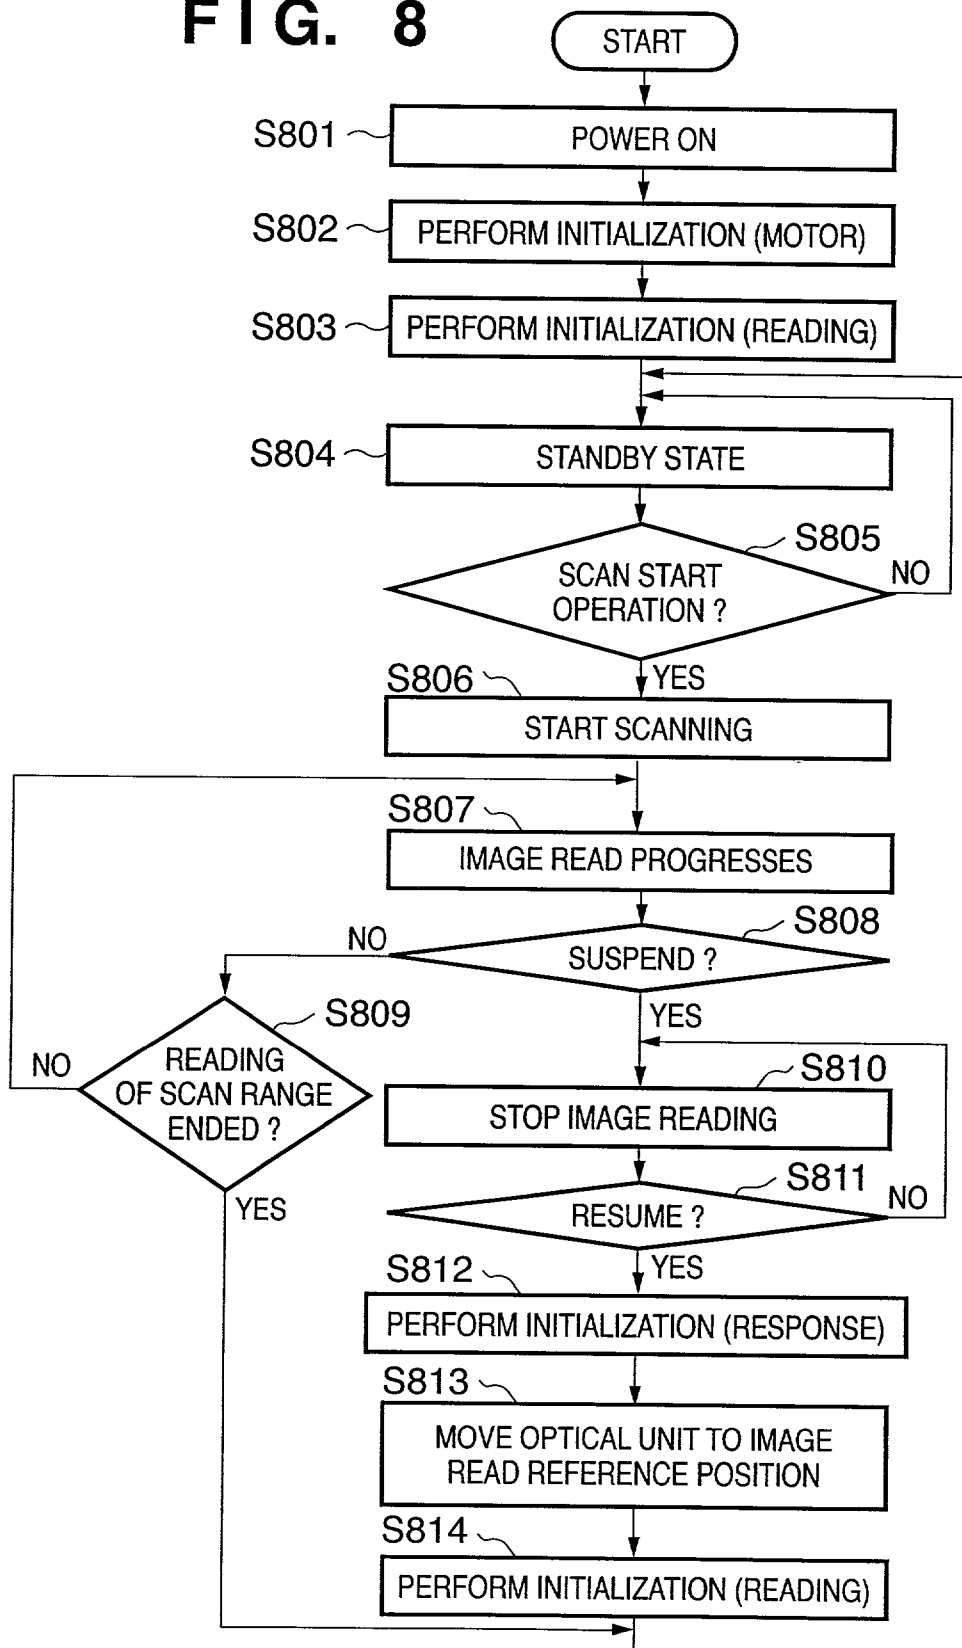 FIG. 8
START
S801
POWER ON
S802
PERFORM INITIALIZATION (MOTOR)
S803
PERFORM INITIALIZATION (READING)
S804
STANDBY STATE
S805
SCAN START
OPERATION ?
NO
YES
S806
START SCANNING
S807
IMAGE READ PROGRESSES
S808
SUSPEND ?
NO
YES
S809
READING
OF SCAN RANGE
ENDED ?
NO
YES
S810
STOP IMAGE READING
S811
RESUME ?
NO
YES
S812
PERFORM INITIALIZATION (RESPONSE)
S813
MOVE OPTICAL UNIT TO IMAGE
READ REFERENCE POSITION
S814
PERFORM INITIALIZATION (READING)